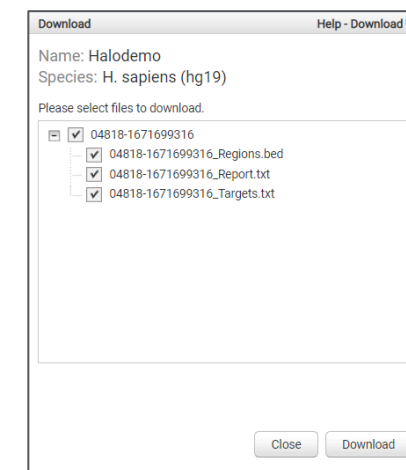 Download Help - Download
Name: Halodemo
Species: H. sapiens (hg19)
Please select files to download.
04818-1671699316
04818-1671699316_Regions.bed
04818-1671699316_Report.txt
04818-1671699316_Targets.txt
Close Download